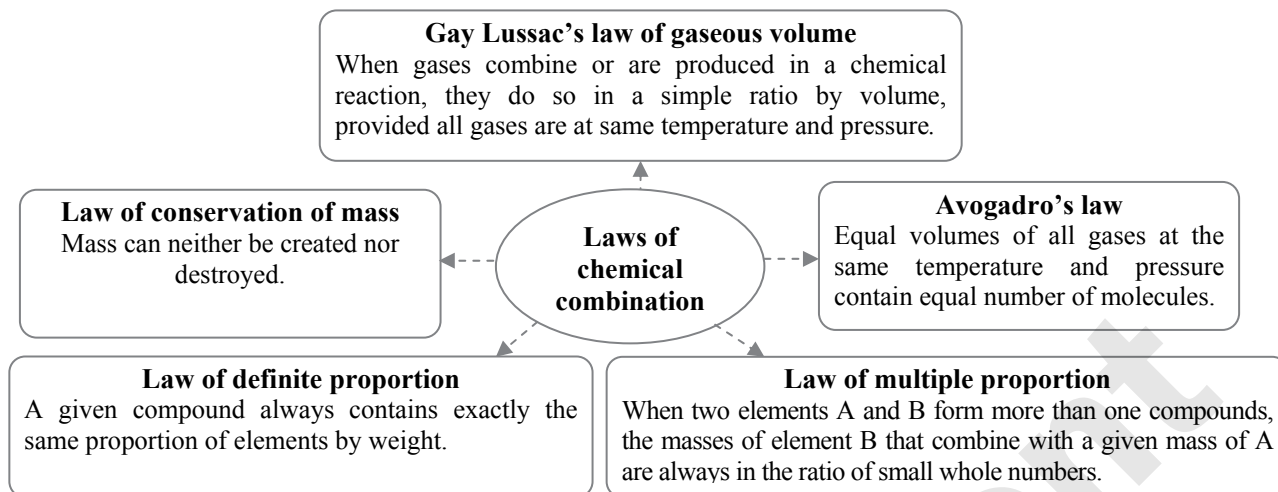 Gay Lussac’s law of gaseous volume
When gases combine or are produced in a chemical
reaction, they do so in a simple ratio by volume,
provided all gases are at same temperature and pressure.
Law of conservation of mass
Mass can neither be created nor
destroyed.
Laws of
chemical
combination
Avogadro’s law
Equal volumes of all gases at the
same temperature and pressure
contain equal number of molecules.
Law of definite proportion
A given compound always contains exactly the
same proportion of elements by weight.
Law of multiple proportion
When two elements A and B form more than one compounds,
the masses of element B that combine with a given mass of A
are always in the ratio of small whole numbers.